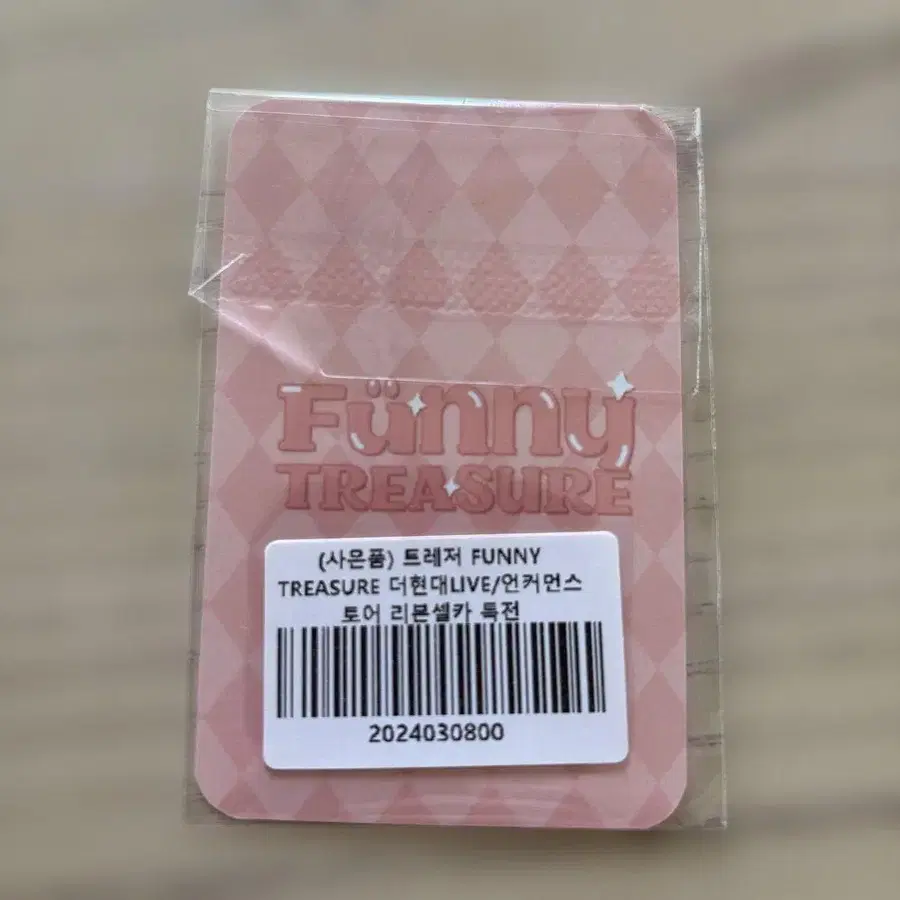 Fünny
TREASURE
(사은품) 트레저 FUNNY
TREASURE 더현대LIVE/언커먼스
토어 리본셀카 특전
2024030800